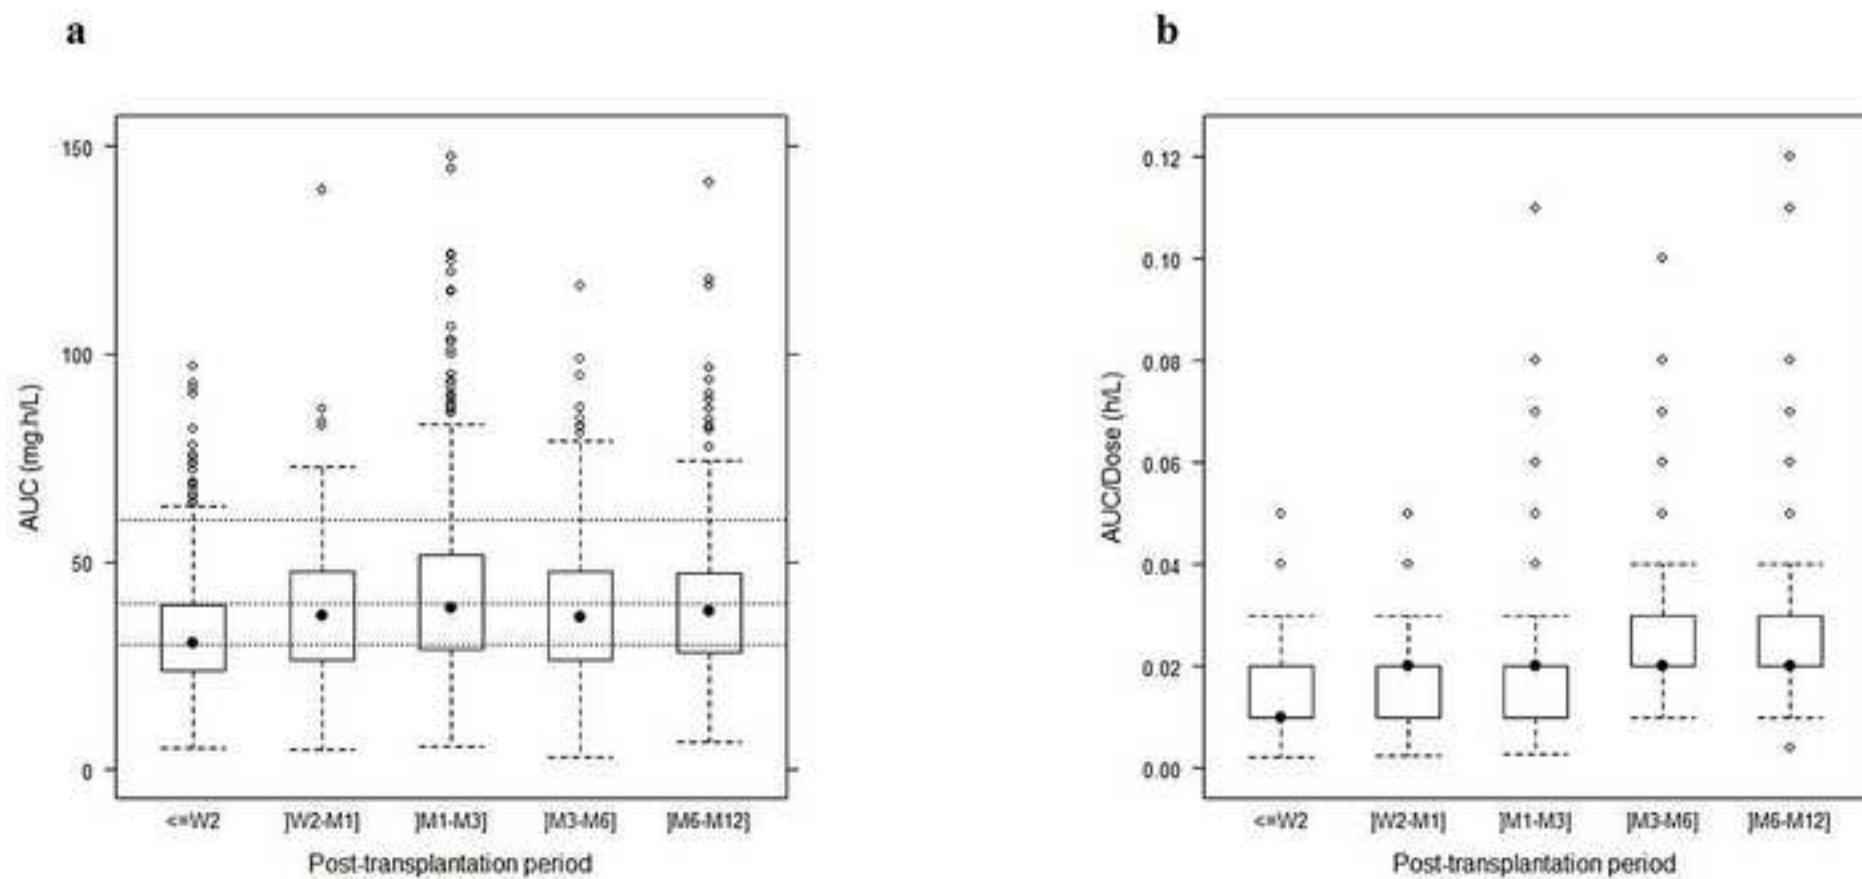 a
b
150
100
50
0
AUC (mg.h/L)
<=W2 ]W2-M1] ]M1-M3] ]M3-M6] ]M6-M12]
Post-transplantation period
0.12
0.10
0.08
0.06
0.04
0.02
0.00
AUC/Dose (h/L)
<=W2 ]W2-M1] ]M1-M3] ]M3-M6] ]M6-M12]
Post-transplantation period